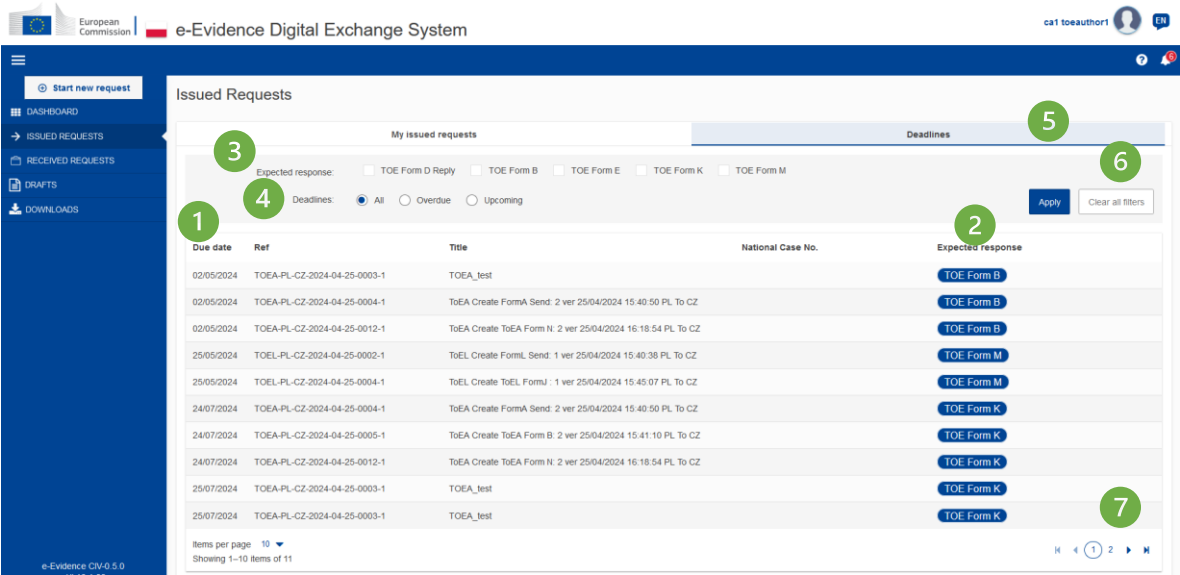 European
Commission
e-Evidence Digital Exchange System
ca1 toeauthor1
EN
6
Start new request
DASHBOARD
ISSUED REQUESTS
RECEIVED REQUESTS
DRAFTS
DOWNLOADS
e-Evidence CIV-0.5.0
Issued Requests
My issued requests Deadlines 5
3 Expected response: TOE Form D Reply TOE Form B TOE Form E TOE Form K TOE Form M 6
4 Deadlines: All Overdue Upcoming Apply Clear all filters
1 2
Due date Ref Title National Case No. Expected response
02/05/2024 TOEA-PL-CZ-2024-04-25-0003-1 TOEA_test TOE Form B
02/05/2024 TOEA-PL-CZ-2024-04-25-0004-1 ToEA Create FormA Send: 2 ver 25/04/2024 15:40:50 PL To CZ TOE Form B
02/05/2024 TOEA-PL-CZ-2024-04-25-0012-1 ToEA Create ToEA Form N: 2 ver 25/04/2024 16:18:54 PL To CZ TOE Form B
25/05/2024 TOEL-PL-CZ-2024-04-25-0002-1 ToEL Create FormL Send: 1 ver 25/04/2024 15:40:38 PL To CZ TOE Form M
25/05/2024 TOEL-PL-CZ-2024-04-25-0004-1 ToEL Create ToEL FormJ : 1 ver 25/04/2024 15:45:07 PL To CZ TOE Form M
24/07/2024 TOEA-PL-CZ-2024-04-25-0004-1 ToEA Create FormA Send: 2 ver 25/04/2024 15:40:50 PL To CZ TOE Form K
24/07/2024 TOEA-PL-CZ-2024-04-25-0005-1 ToEA Create ToEA Form B: 2 ver 25/04/2024 15:41:10 PL To CZ TOE Form K
24/07/2024 TOEA-PL-CZ-2024-04-25-0012-1 ToEA Create ToEA Form N: 2 ver 25/04/2024 16:18:54 PL To CZ TOE Form K
25/07/2024 TOEA-PL-CZ-2024-04-25-0003-1 TOEA_test TOE Form K
25/07/2024 TOEA-PL-CZ-2024-04-25-0003-1 TOEA_test TOE Form K
7
Items per page 10
Showing 1–10 items of 11
1 2